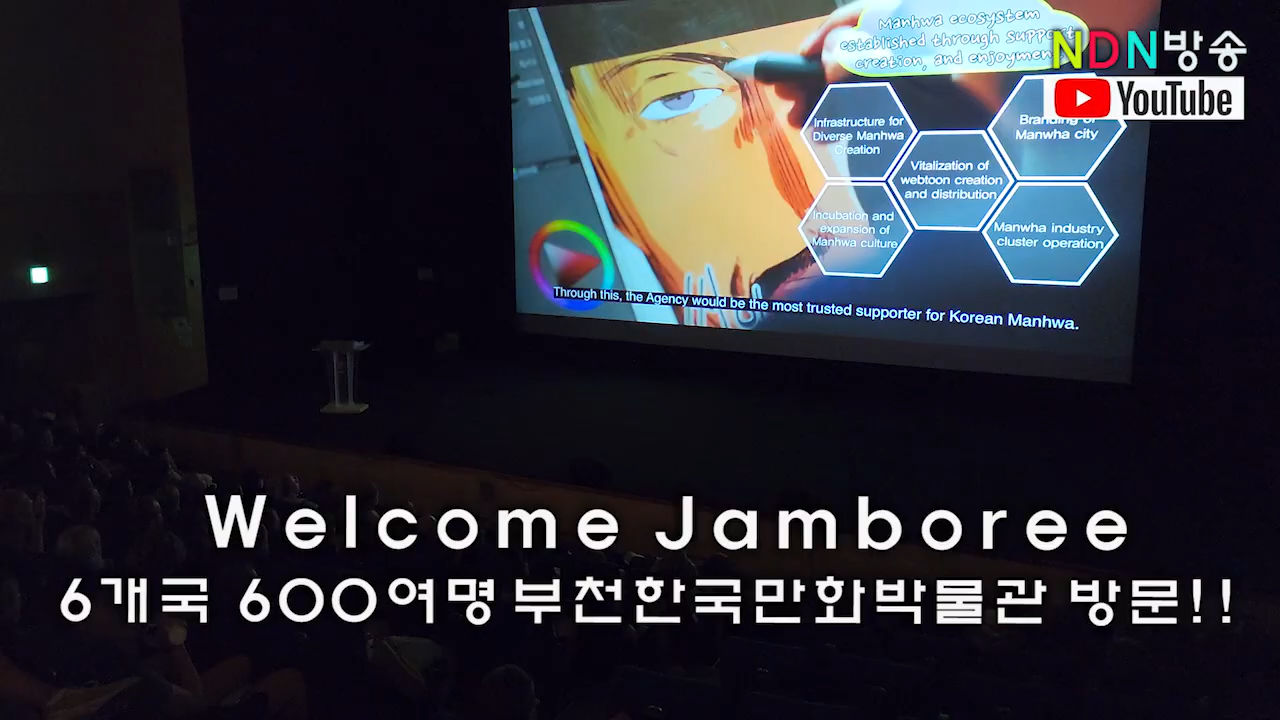 Manhwa ecosystem
established through support,
creation, and enjoyment
NDN방송
YouTube
Infrastructure for
Diverse Manhwa
Creation
Branding of
Manwha city
Vitalization of
webtoon creation
and distribution
Incubation and
expansion of
Manhwa culture
Manwha industry
cluster operation
Through this, the Agency would be the most trusted supporter for Korean Manhwa.
Welcome Jamboree
6개국 600여명 부천한국만화박물관 방문!!